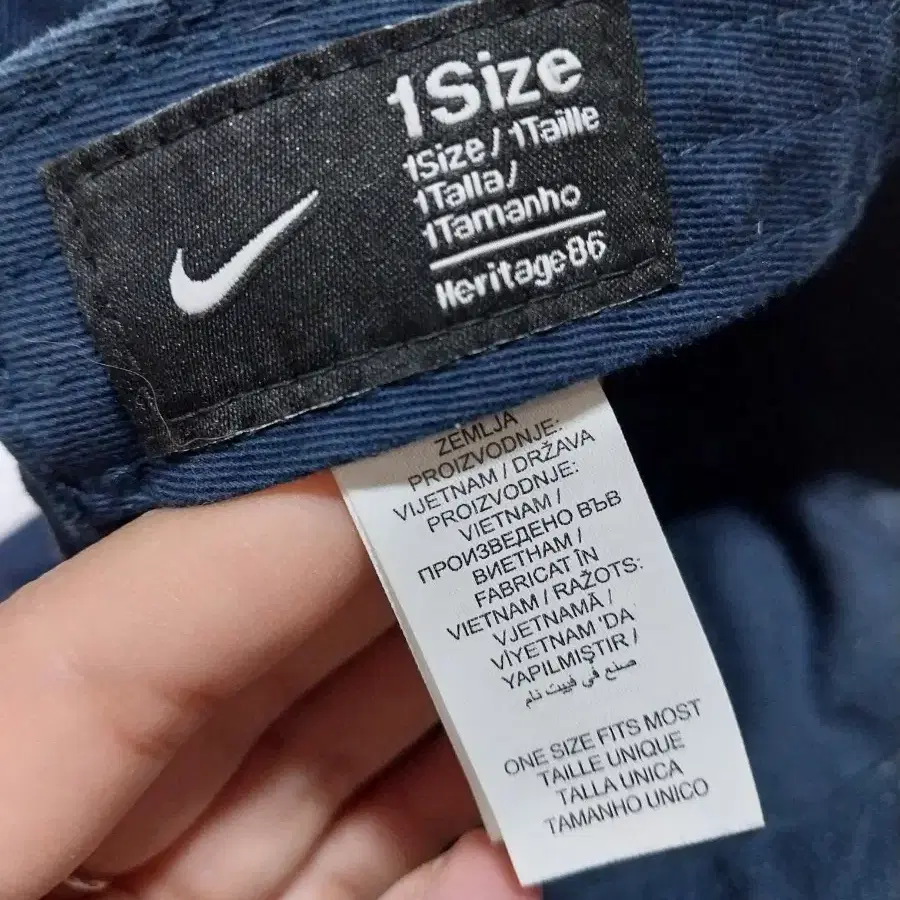 1Size
1Size / 1Taille
1Talla/
1Tamanho
Heritage86
ZEMLJA
PROIZVODNJE:
VIJETNAM / DRŽAVA
PROIZVODNJE:
VIETNAM /
ПРОИЗВЕДЕНО ВЪВ
ВИЕТНАМ /
FABRICAT ÎN
VIETNAM / RAŽOTS:
VJETNAMĀ /
VİYETNAM 'DA
YAPILMIŞTIR /
صنع في فييت نام
ONE SIZE FITS MOST
TAILLE UNIQUE
TALLA UNICA
TAMANHO UNICO